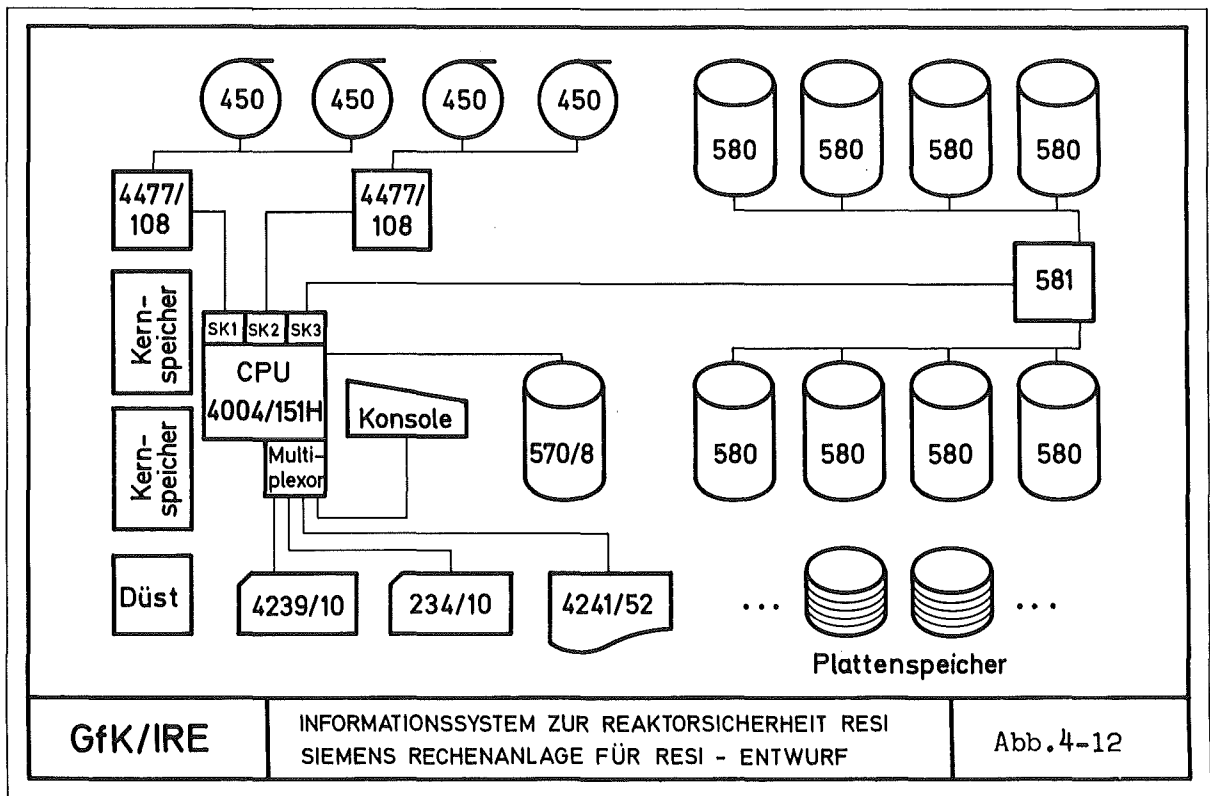 450 450 450 450
580 580 580 580
4477/
108
4477/
108
581
Kern-
speicher
SK1 SK2 SK3
CPU
4004/151H
Multi-
plexor
Konsole
570/8
580 580 580 580
Kern-
speicher
Düst
4239/10
234/10
4241/52
... ...
Plattenspeicher
GfK/IRE
INFORMATIONSSYSTEM ZUR REAKTORSICHERHEIT RESI
SIEMENS RECHENANLAGE FÜR RESI - ENTWURF
Abb.4-12